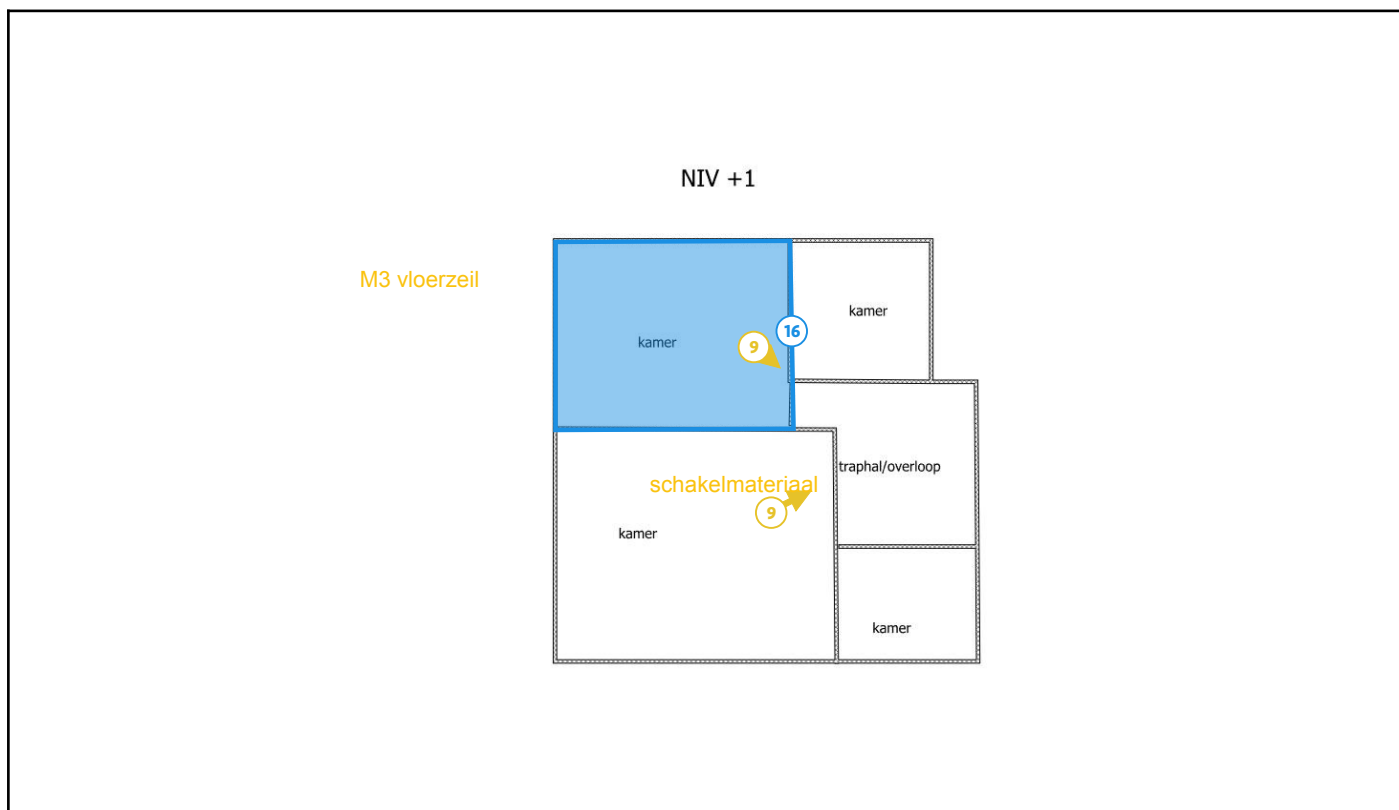 NIV +1
M3 vloerzeil
kamer
16
kamer
9
traphal/overloop
schakelmateriaal
9
kamer
kamer